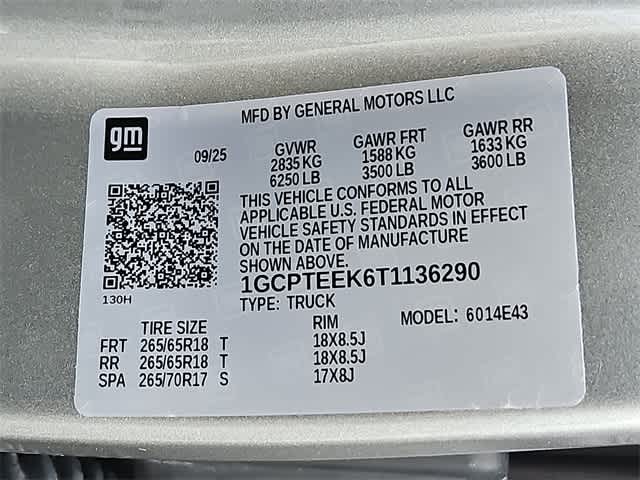 MFD BY GENERAL MOTORS LLC
gm
09/25
GVWR GAWR FRT GAWR RR
2835 KG 1588 KG 1633 KG
6250 LB 3500 LB 3600 LB
THIS VEHICLE CONFORMS TO ALL
APPLICABLE U.S. FEDERAL MOTOR
VEHICLE SAFETY STANDARDS IN EFFECT
ON THE DATE OF MANUFACTURE
SHOWN ABOVE.
130H
1GCPTEEK6T1136290
TYPE: TRUCK
MODEL: 6014E43
TIRE SIZE RIM
FRT 265/65R18 T 18X8.5J
RR 265/65R18 T 18X8.5J
SPA 265/70R17 S 17X8J